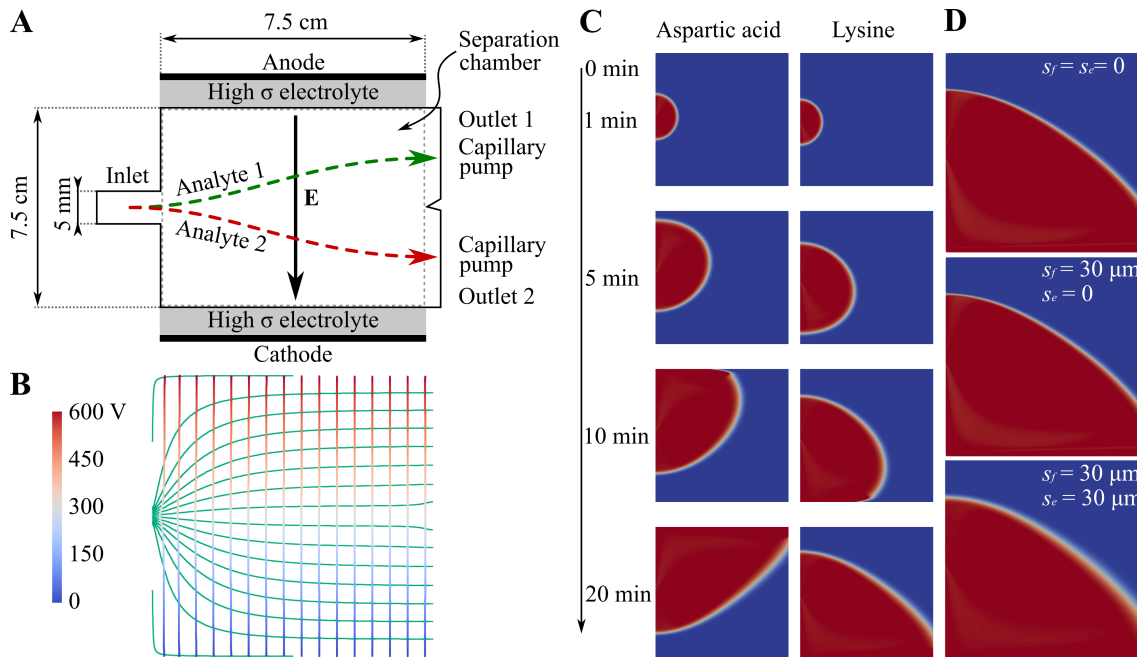 A
7.5 cm
Separation
chamber
Anode
High σ electrolyte
Outlet 1
Capillary
pump
Inlet
Analyte 1
E
7.5 cm
5 mm
Analyte 2
Capillary
pump
Outlet 2
High σ electrolyte
Cathode
B
600 V
450
300
150
0
C
Aspartic acid
Lysine
0 min
1 min
5 min
10 min
20 min
D
sf = se= 0
sf = 30 μm
se = 0
sf = 30 μm
se = 30 μm